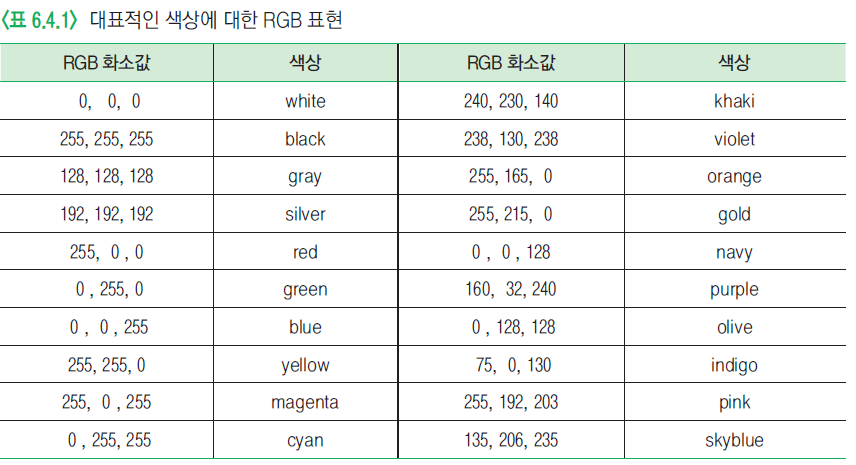 〈표 6.4.1〉 대표적인 색상에 대한 RGB 표현
RGB 화소값 색상 RGB 화소값 색상
0, 0, 0 white 240, 230, 140 khaki
255, 255, 255 black 238, 130, 238 violet
128, 128, 128 gray 255, 165, 0 orange
192, 192, 192 silver 255, 215, 0 gold
255, 0 , 0 red 0 , 0 , 128 navy
0 , 255, 0 green 160, 32, 240 purple
0 , 0 , 255 blue 0 , 128, 128 olive
255, 255, 0 yellow 75, 0, 130 indigo
255, 0 , 255 magenta 255, 192, 203 pink
0 , 255, 255 cyan 135, 206, 235 skyblue